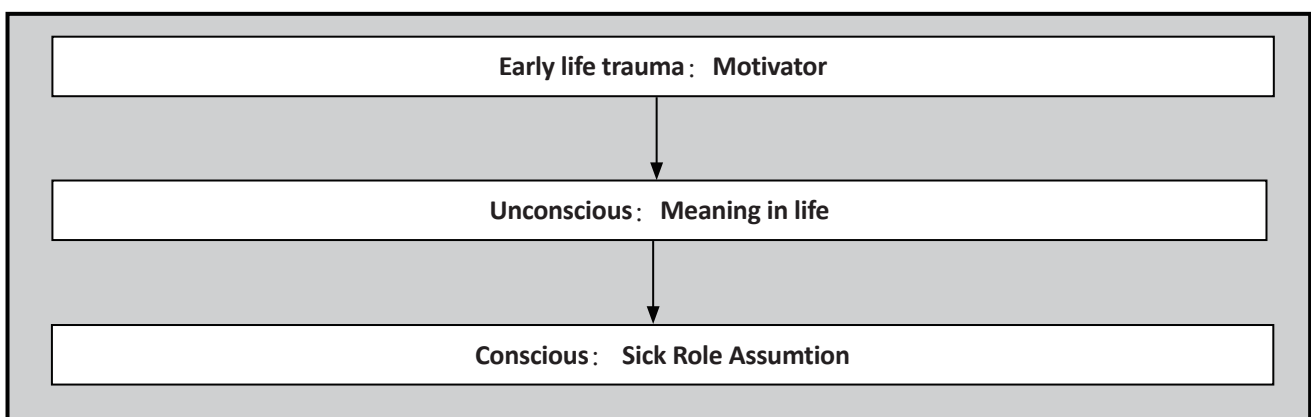 Early life trauma： Motivator
Unconscious： Meaning in life
Conscious： Sick Role Assumtion